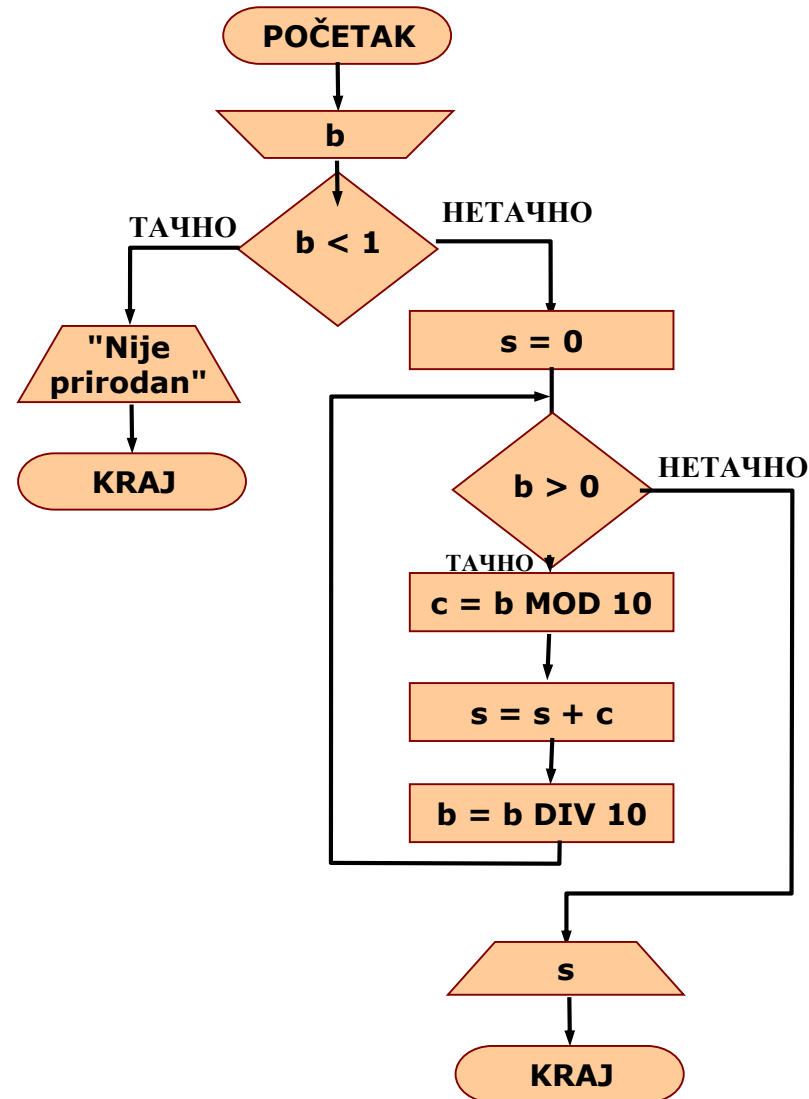 POČETAK
b
ТАЧНО
НЕТАЧНО
b < 1
"Nije
prirodan"
s = 0
KRAJ
b > 0
НЕТАЧНО
ТАЧНО
c = b MOD 10
s = s + c
b = b DIV 10
s
KRAJ